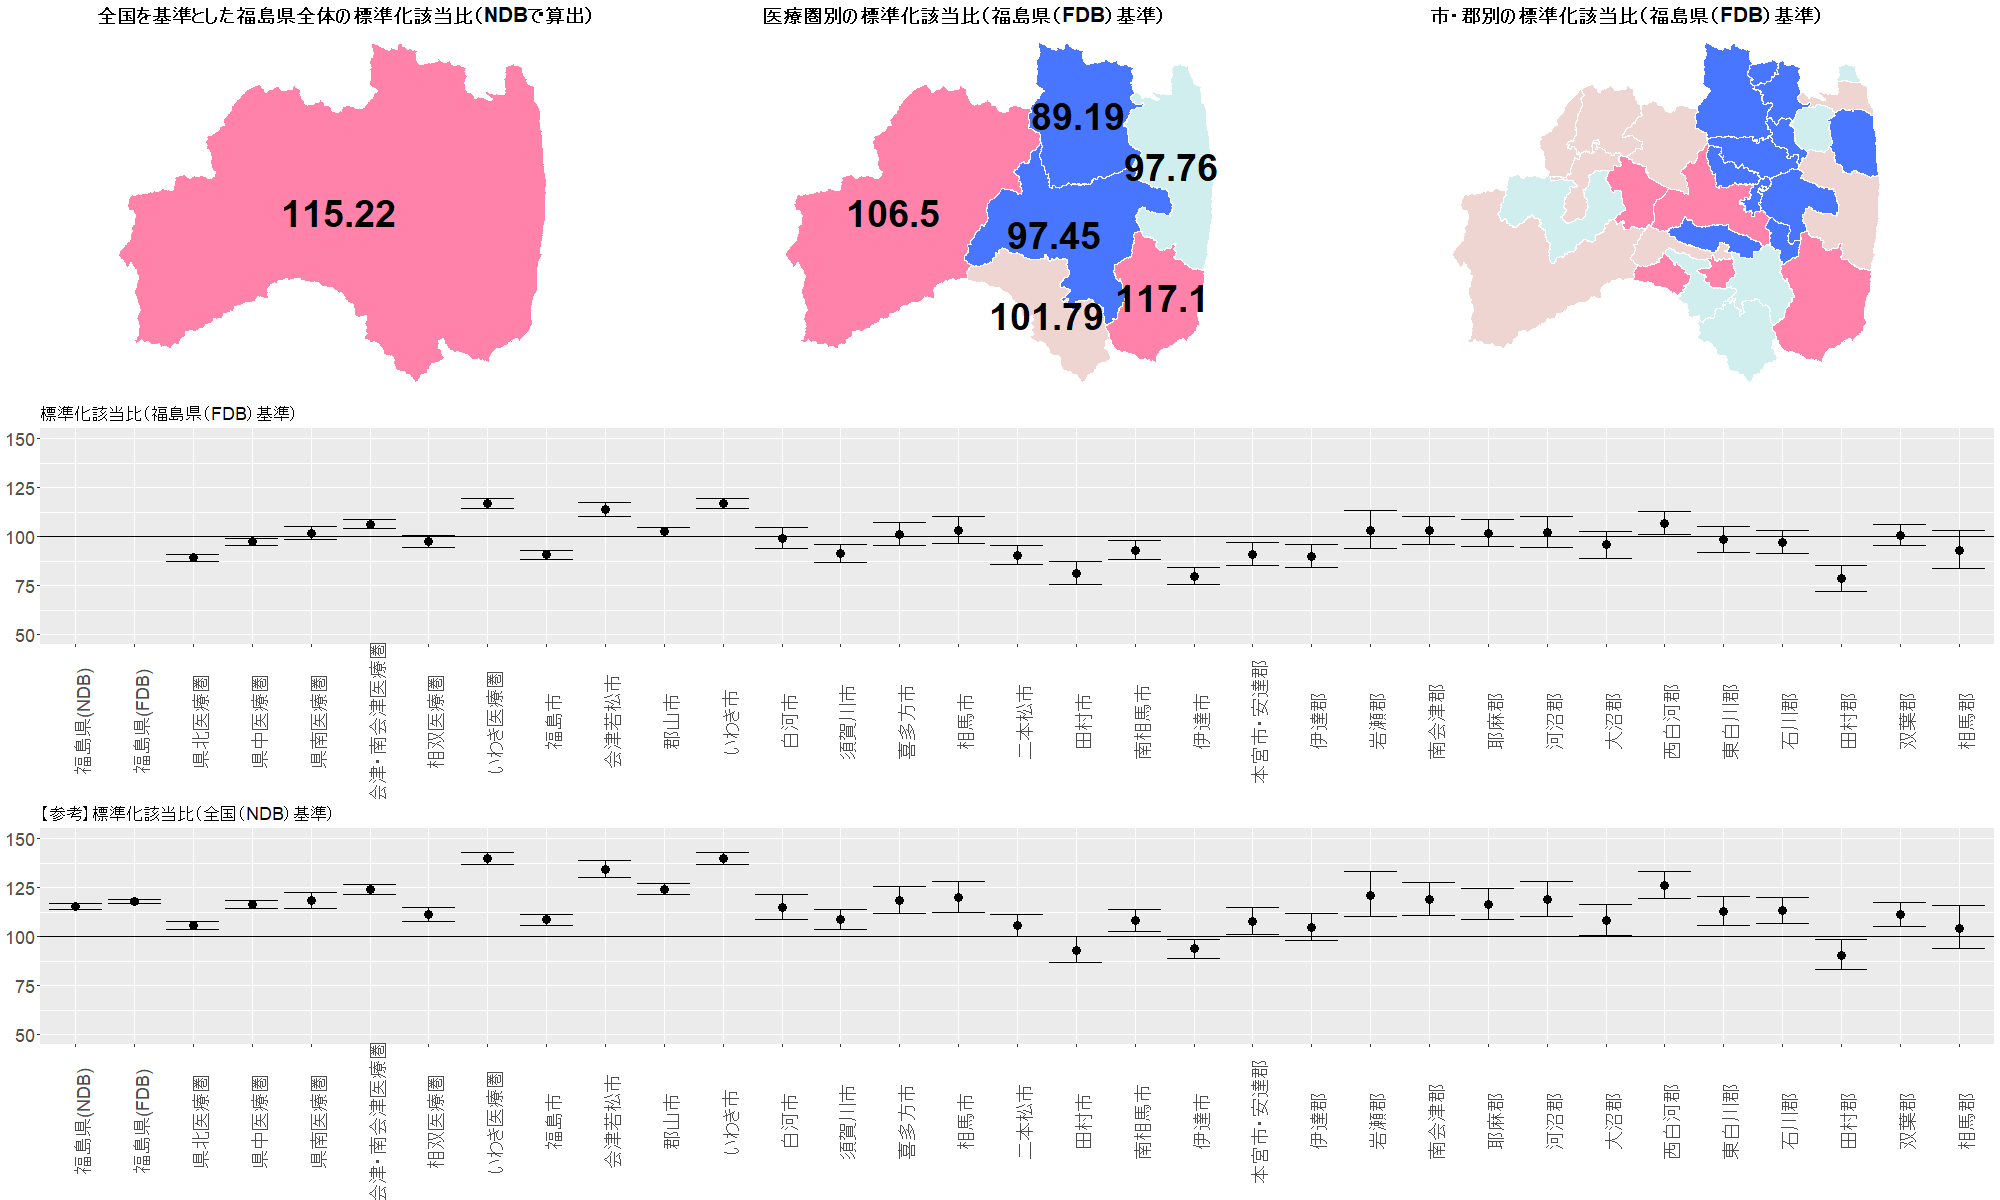 全国を基準とした福島県全体の標準化該当比（NDBで算出）
医療圏別の標準化該当比（福島県（FDB）基準）
市・郡別の標準化該当比（福島県（FDB）基準）
115.22
89.19
97.76
106.5
97.45
117.1
101.79
標準化該当比（福島県（FDB）基準）
150
125
100
75
50
福島県(NDB)
福島県(FDB)
県北医療圏
県中医療圏
県南医療圏
会津・南会津医療圏
相双医療圏
いわき医療圏
福島市
会津若松市
郡山市
いわき市
白河市
須賀川市
喜多方市
相馬市
二本松市
田村市
南相馬市
伊達市
本宮市・安達郡
伊達郡
岩瀬郡
南会津郡
耶麻郡
河沼郡
大沼郡
西白河郡
東白川郡
石川郡
田村郡
双葉郡
相馬郡
【参考】標準化該当比（全国（NDB）基準）
150
125
100
75
50
福島県(NDB)
福島県(FDB)
県北医療圏
県中医療圏
県南医療圏
会津・南会津医療圏
相双医療圏
いわき医療圏
福島市
会津若松市
郡山市
いわき市
白河市
須賀川市
喜多方市
相馬市
二本松市
田村市
南相馬市
伊達市
本宮市・安達郡
伊達郡
岩瀬郡
南会津郡
耶麻郡
河沼郡
大沼郡
西白河郡
東白川郡
石川郡
田村郡
双葉郡
相馬郡